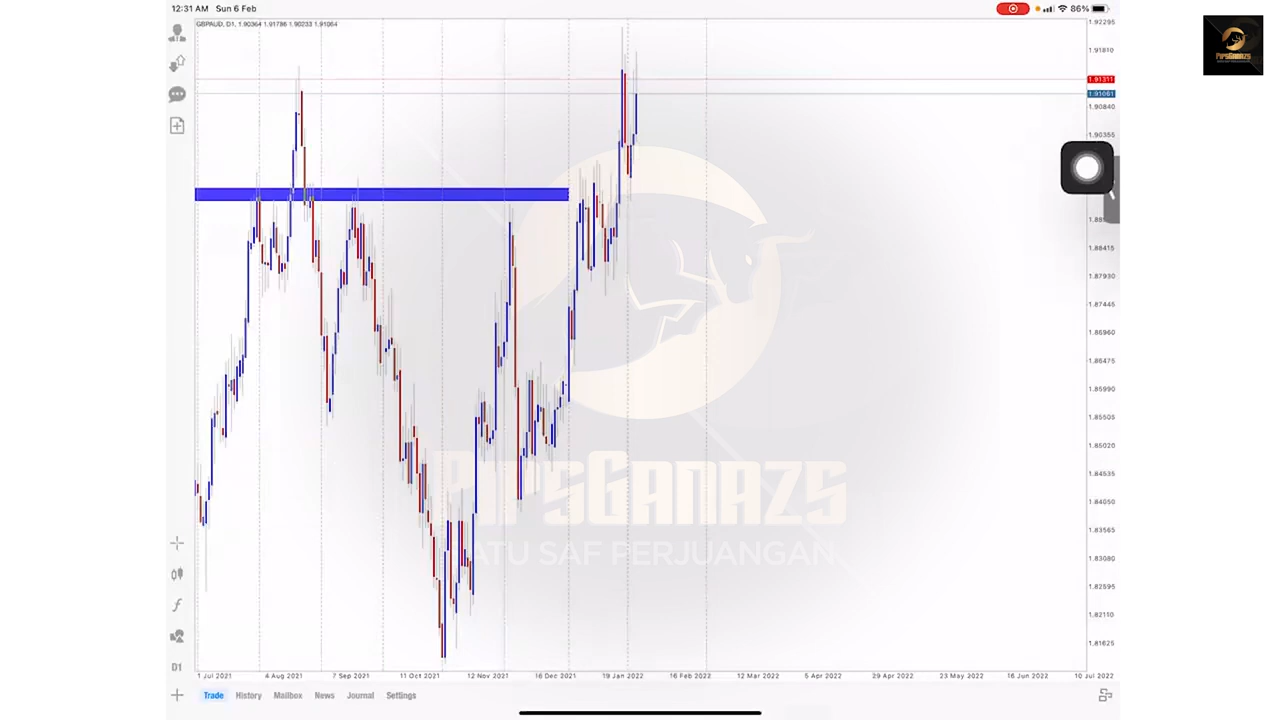 12:31 AM Sun 6 Feb
86%
GBPAUD, D1, 1.90364 1.91786 1.90233 1.91064
1.92295
1.91810
1.91311
1.91061
1.90840
1.90355
1.88415
1.87930
1.87445
1.86960
1.86475
1.85990
1.85505
1.85020
1.84535
1.84050
1.83565
1.83080
1.82595
1.82110
1.81625
PIPSGANAZS
ATU SAF PERJUANGAN
PIPSGANAZS
D1
1 Jul 2021 4 Aug 2021 7 Sep 2021 11 Oct 2021 12 Nov 2021 16 Dec 2021 19 Jan 2022 16 Feb 2022 12 Mar 2022 5 Apr 2022 29 Apr 2022 23 May 2022 16 Jun 2022 10 Jul 2022
Trade History Mailbox News Journal Settings